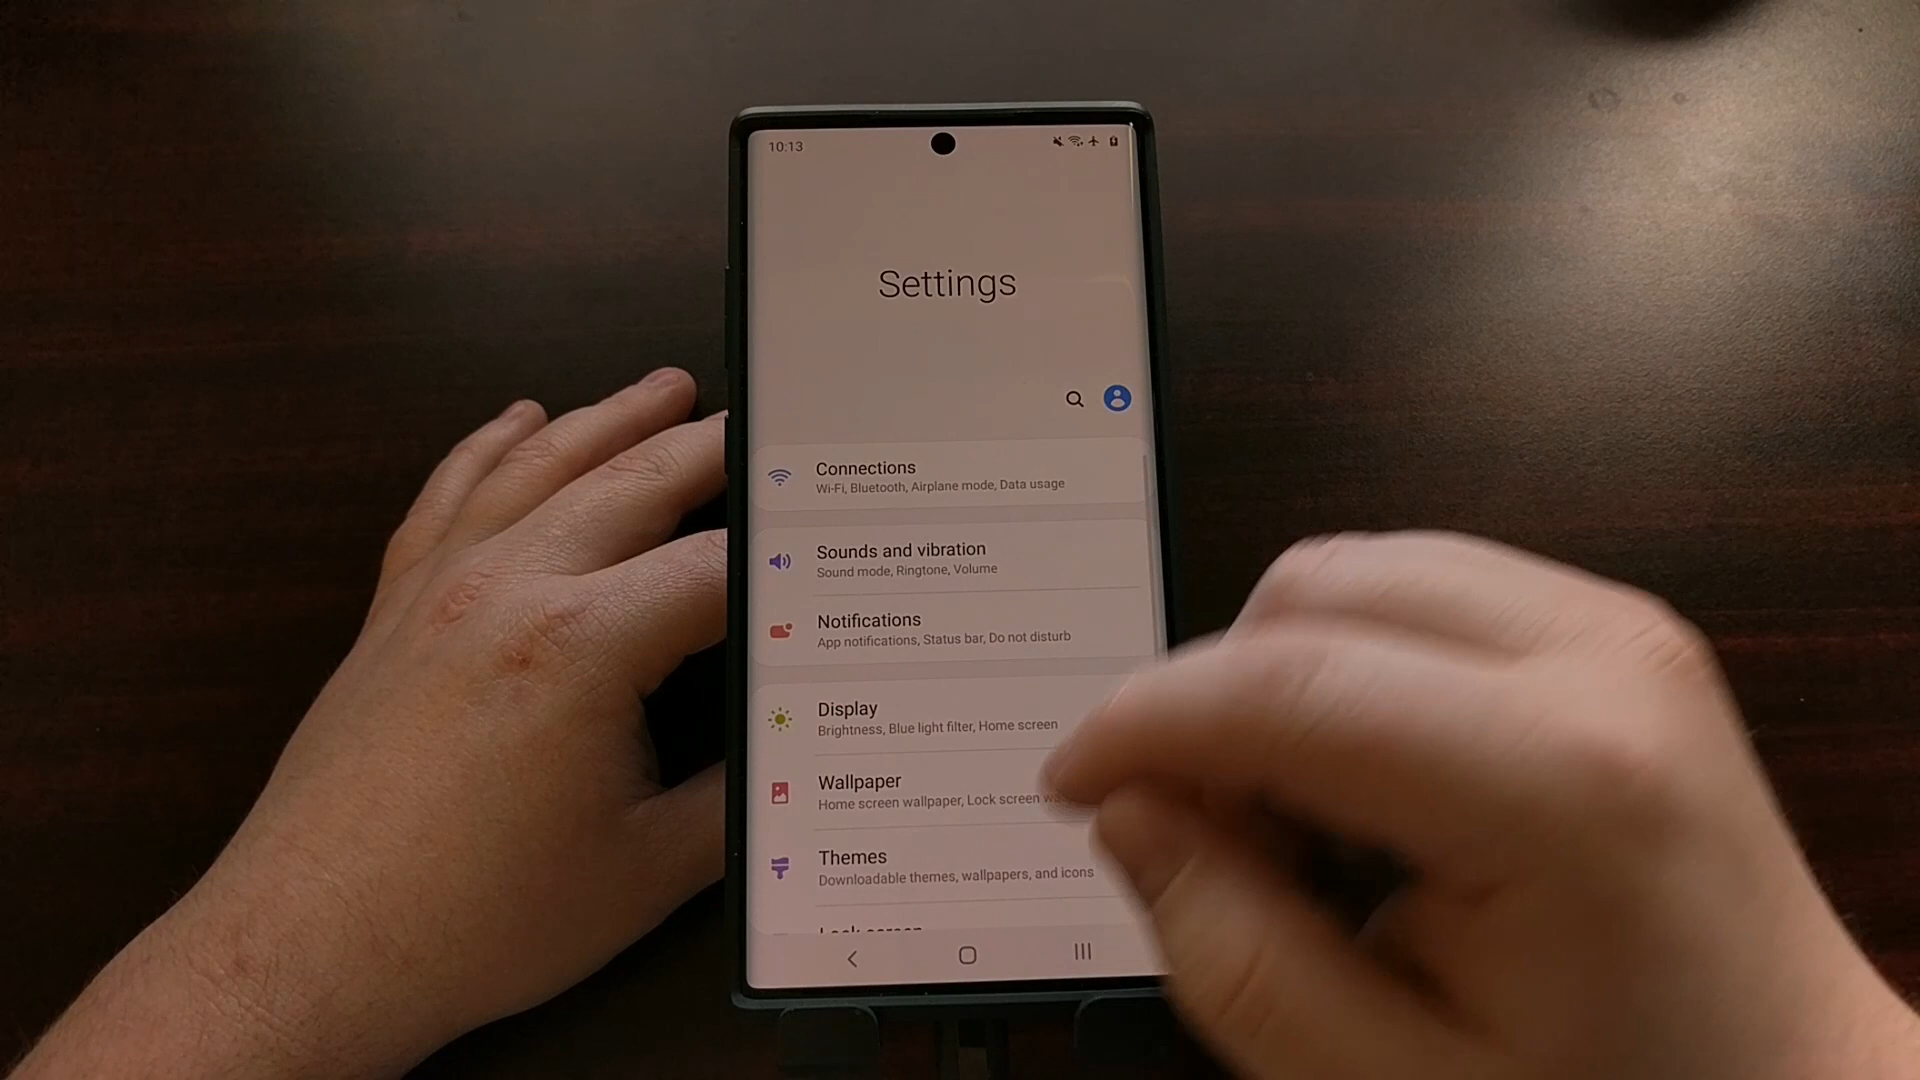 10:13
Settings
Connections
Wi-Fi, Bluetooth, Airplane mode, Data usage
Sounds and vibration
Sound mode, Ringtone, Volume
Notifications
App notifications, Status bar, Do not disturb
Display
Brightness, Blue light filter, Home screen
Wallpaper
Home screen wallpaper, Lock screen
Themes
Downloadable themes, wallpapers, and icons
Lock screen